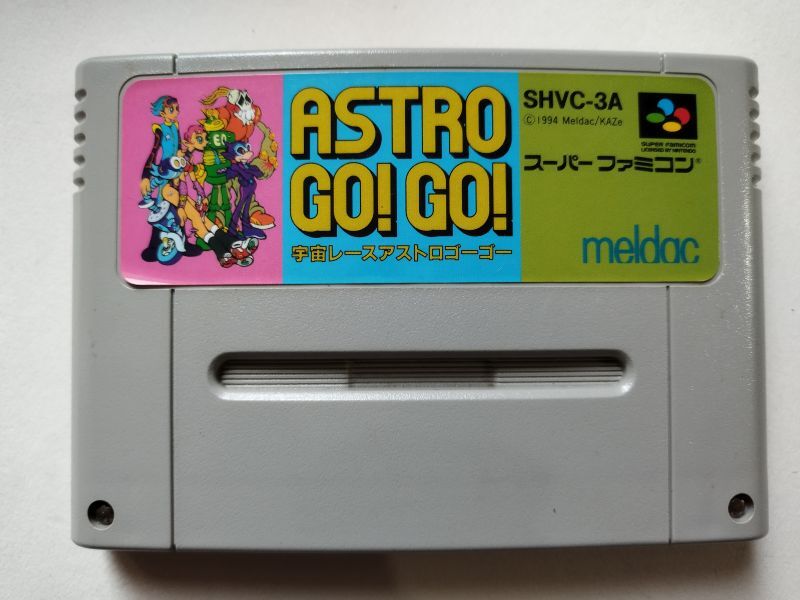 ASTRO
GO! GO!
宇宙レースアストロゴーゴー
SHVC-3A
©1994 Meldac/KAZe
SUPER FAMICOM
LICENSED BY NINTENDO
スーパーファミコン®
meldac